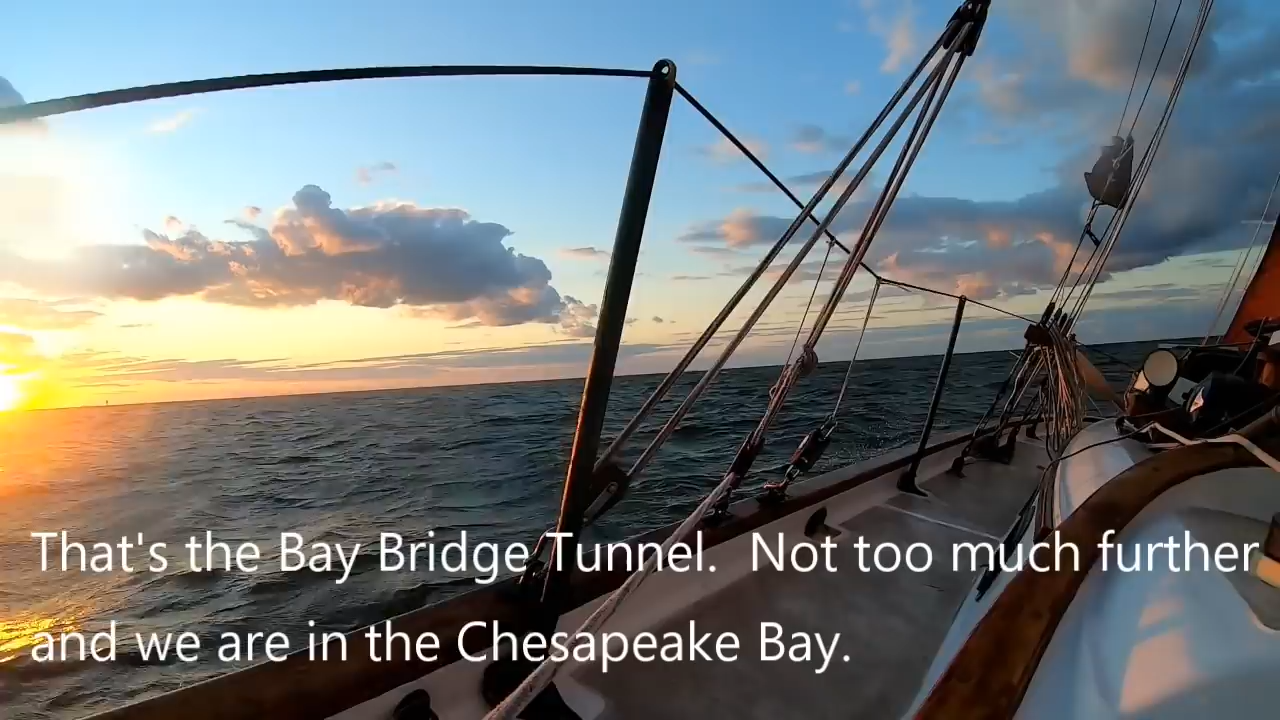 That's the Bay Bridge Tunnel.  Not too much further
and we are in the Chesapeake Bay.